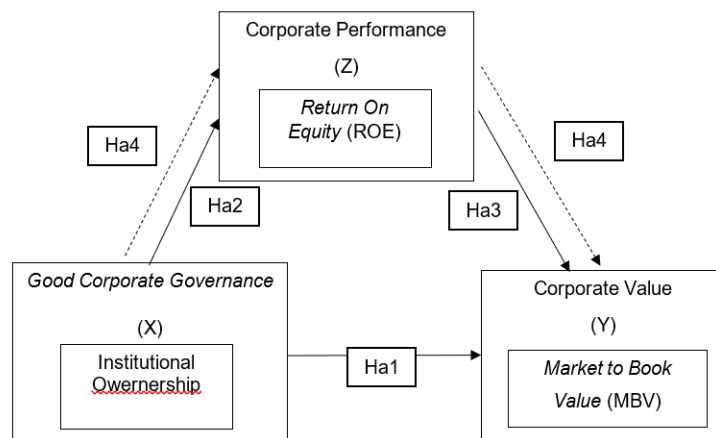 Corporate Performance
(Z)
Return On
Equity (ROE)
Ha4
Ha4
Ha2
Ha3
Good Corporate Governance
(X)
Institutional
Owernership
Ha1
Corporate Value
(Y)
Market to Book
Value (MBV)